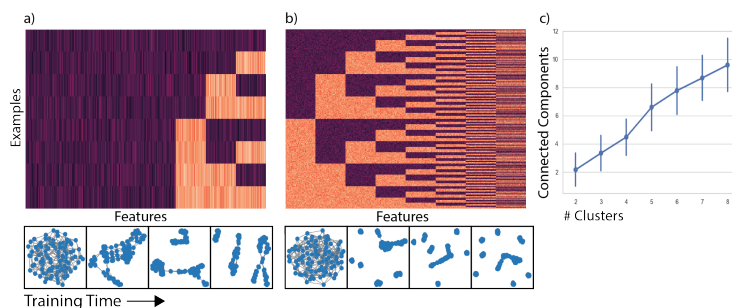 a)
b)
c)
Examples
Features
Features
Connected Components
12
10
8
6
4
2
2 3 4 5 6 7 8
# Clusters
Training Time